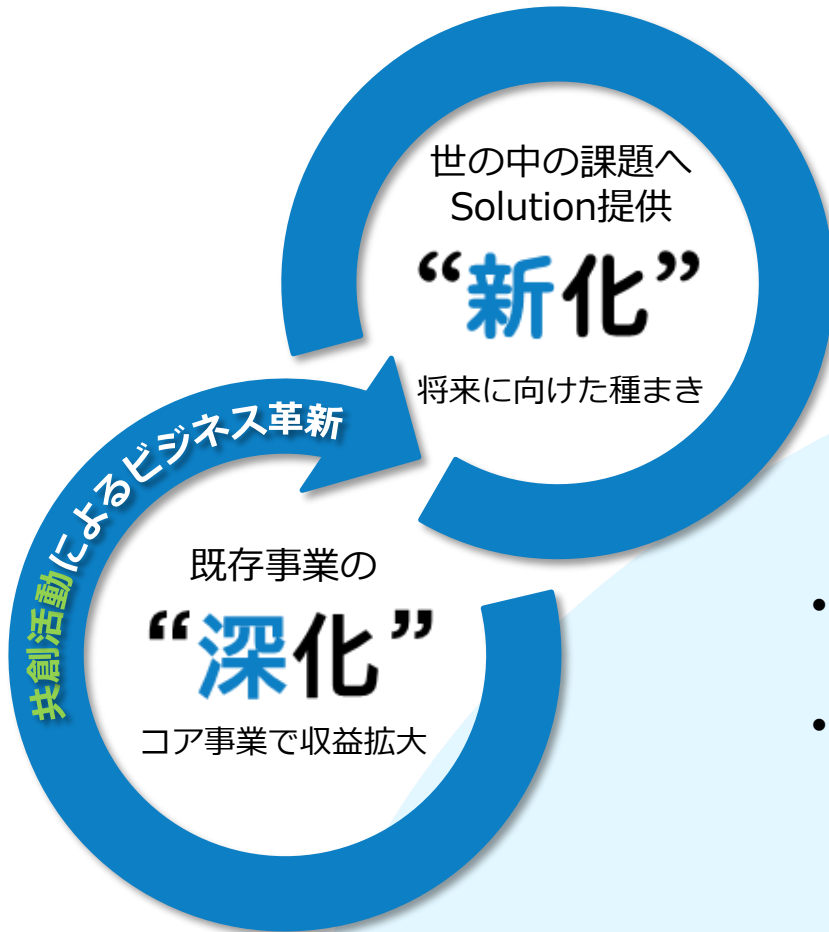 世の中の課題へ
Solution提供
“新化”
将来に向けた種まき
共創活動によるビジネス革新
既存事業の
“深化”
コア事業で収益拡大
•
•